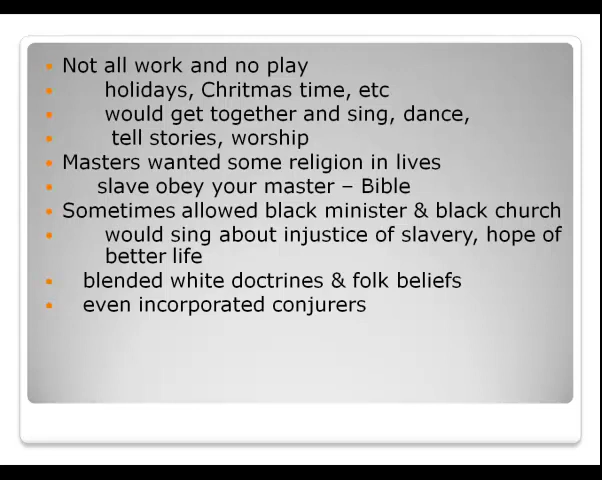 Not all work and no play
holidays, Chritmas time, etc
would get together and sing, dance,
tell stories, worship
Masters wanted some religion in lives
slave obey your master – Bible
Sometimes allowed black minister & black church
would sing about injustice of slavery, hope of
better life
blended white doctrines & folk beliefs
even incorporated conjurers